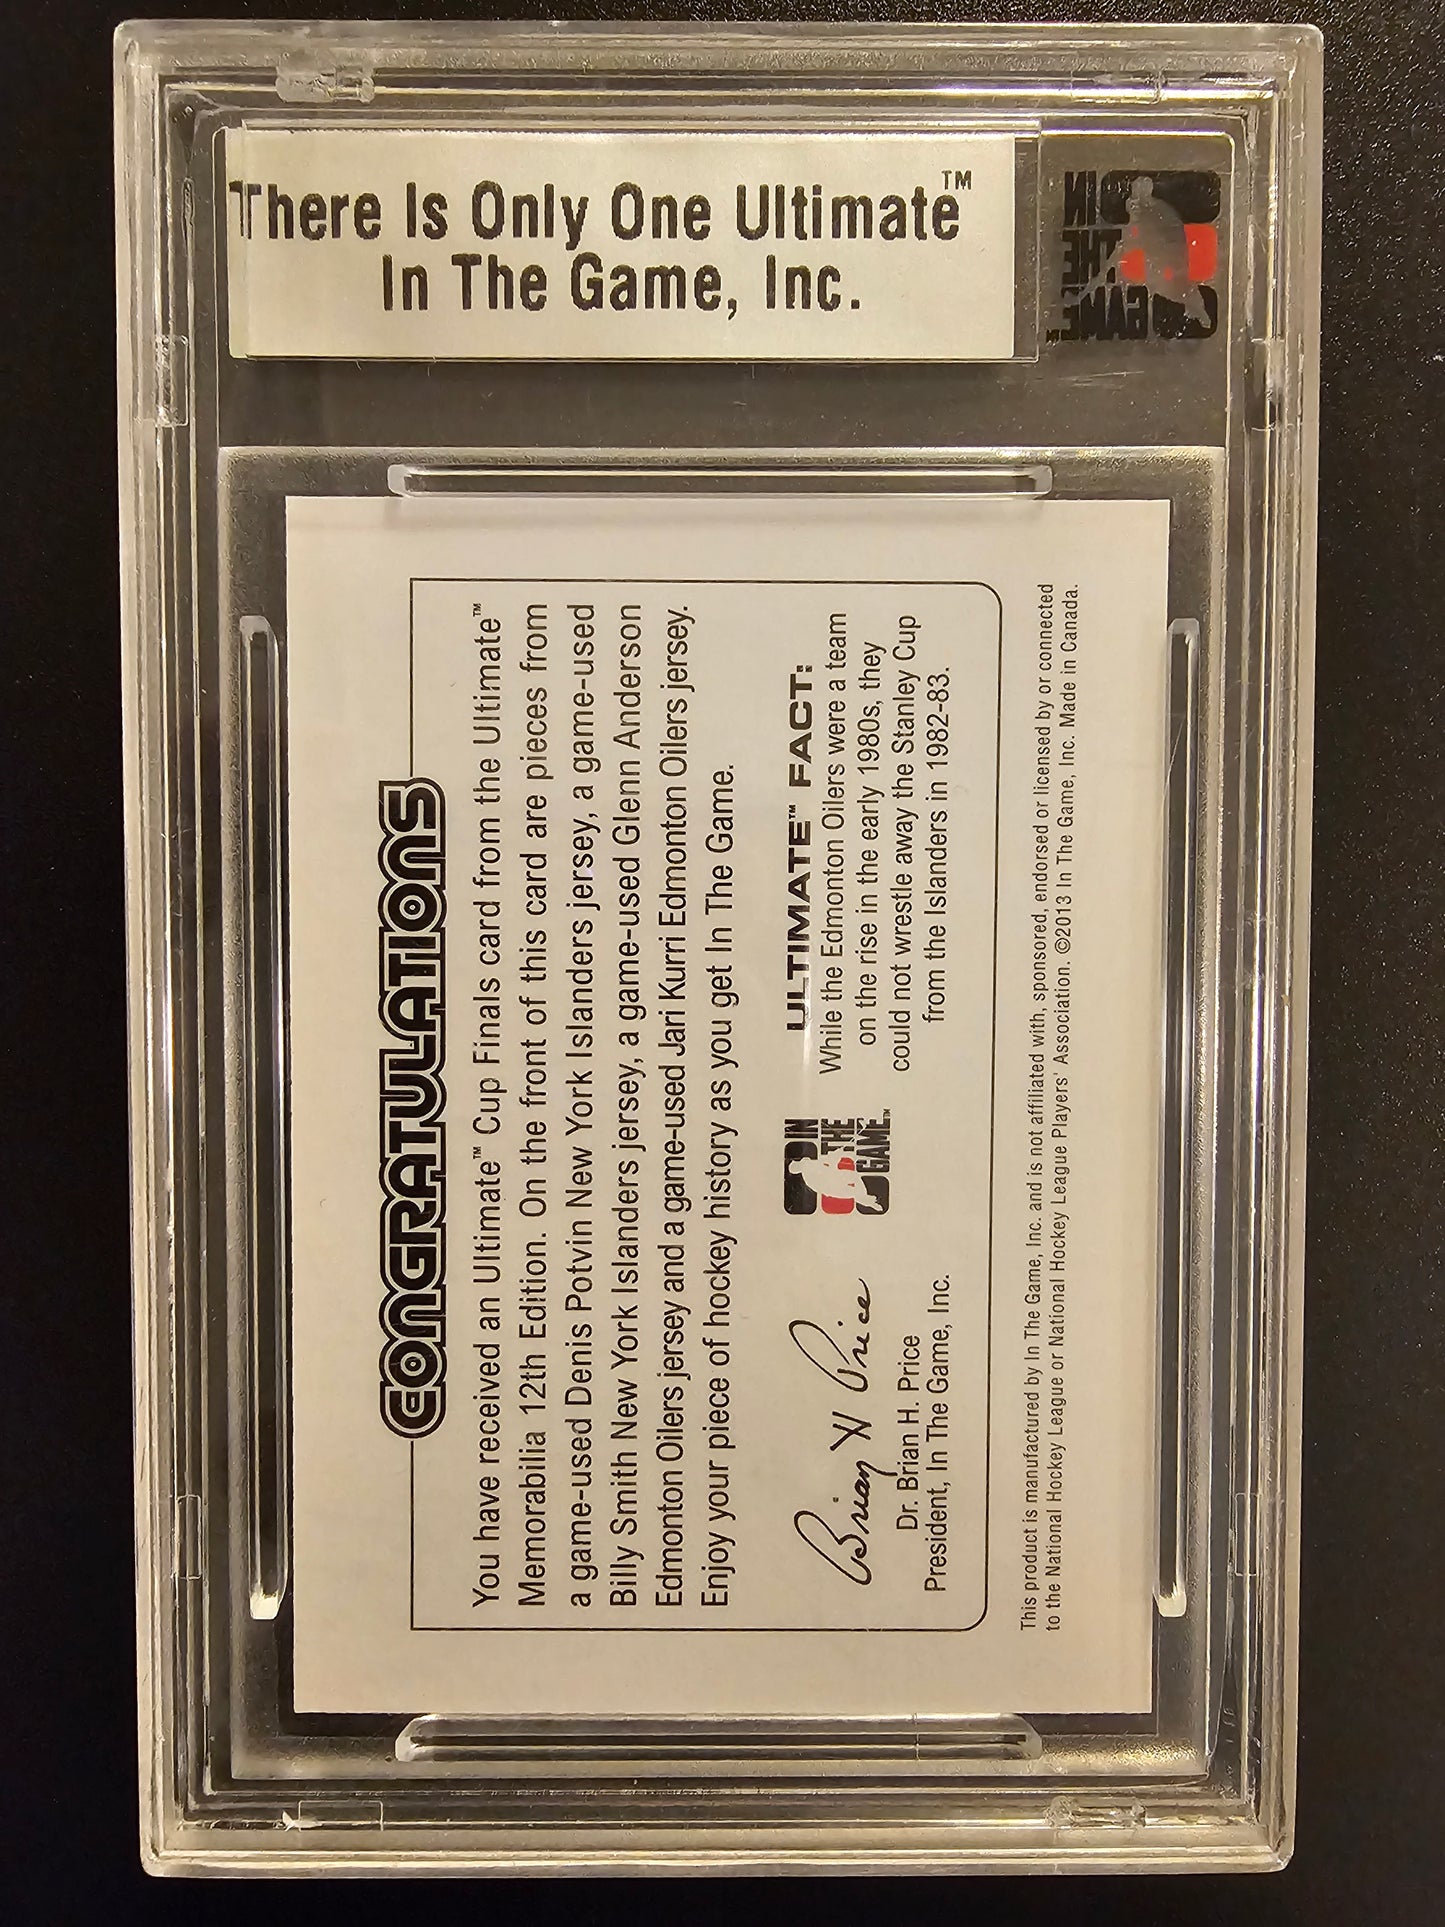 There Is Only One Ultimate™
In The Game, Inc.
IN
THE
GAME™
CONGRATULATIONS
You have received an Ultimate™ Cup Finals card from the Ultimate™
Memorabilia 12th Edition. On the front of this card are pieces from
a game-used Denis Potvin New York Islanders jersey, a game-used
Billy Smith New York Islanders jersey, a game-used Glenn Anderson
Edmonton Oilers jersey and a game-used Jari Kurri Edmonton Oilers jersey.
Enjoy your piece of hockey history as you get In The Game.
Brian H Price
Dr. Brian H. Price
President, In The Game, Inc.
IN
THE
GAME™
ULTIMATE™ FACT:
While the Edmonton Oilers were a team
on the rise in the early 1980s, they
could not wrestle away the Stanley Cup
from the Islanders in 1982-83.
This product is manufactured by In The Game, Inc. and is not affiliated with, sponsored, endorsed or licensed by or connected
to the National Hockey League or National Hockey League Players' Association. ©2013 In The Game, Inc. Made in Canada.